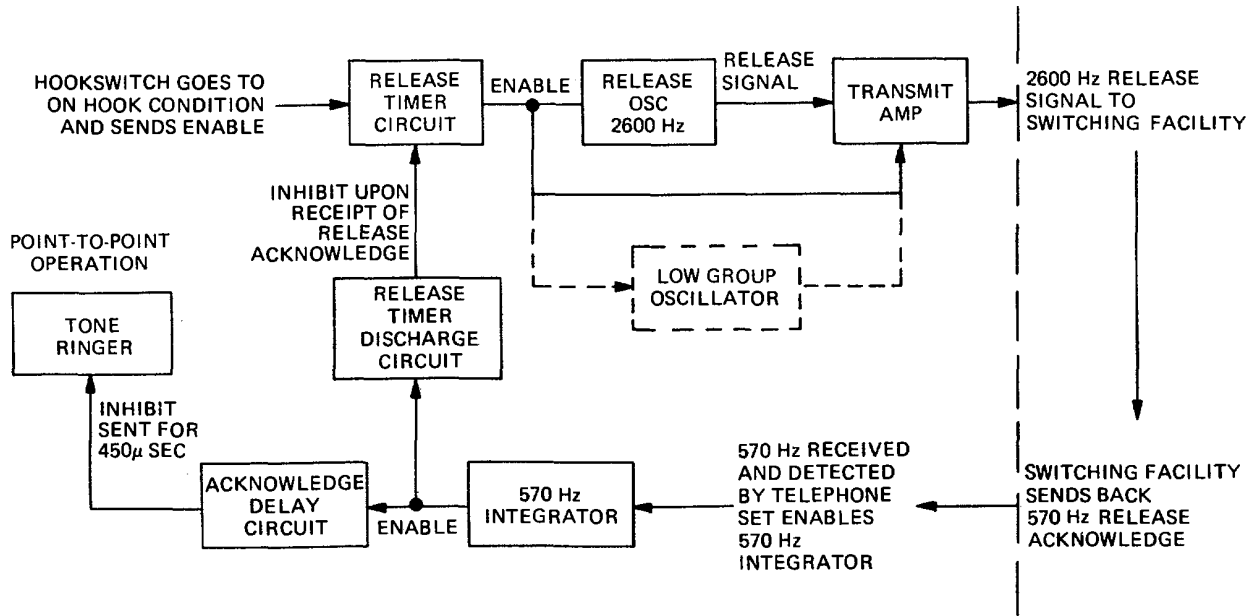 HOOKSWITCH GOES TO
ON HOOK CONDITION
AND SENDS ENABLE
RELEASE
TIMER
CIRCUIT
ENABLE
RELEASE
OSC
2600 Hz
RELEASE
SIGNAL
TRANSMIT
AMP
2600 Hz RELEASE
SIGNAL TO
SWITCHING FACILITY
INHIBIT UPON
RECEIPT OF
RELEASE
ACKNOWLEDGE
LOW GROUP
OSCILLATOR
POINT-TO-POINT
OPERATION
TONE
RINGER
RELEASE
TIMER
DISCHARGE
CIRCUIT
INHIBIT
SENT FOR
450μ SEC
ACKNOWLEDGE
DELAY
CIRCUIT
ENABLE
570 Hz
INTEGRATOR
570 Hz RECEIVED
AND DETECTED
BY TELEPHONE
SET ENABLES
570 Hz
INTEGRATOR
SWITCHING FACILITY
SENDS BACK
570 Hz RELEASE
ACKNOWLEDGE